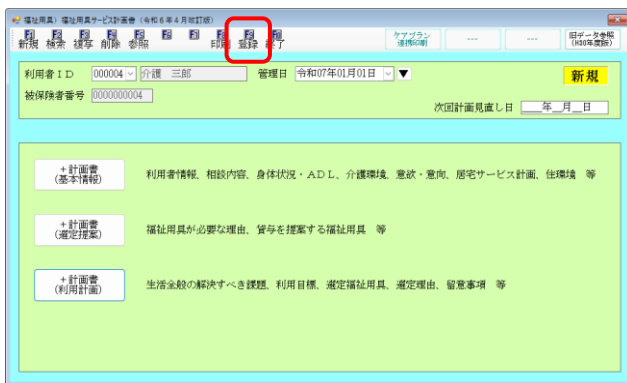 福祉用具) 福祉用具サービス計画書 (令和6年4月改訂版)
新規 検索 複写 削除 参照 印刷 登録 終了
ケアプラン連携印刷 --- --- 旧データ参照 (H30年度版)
利用者ID 000004 介護 三郎 管理日 令和07年01月01日 ▼ 新規
被保険者番号 0000000004
次回計画見直し日 __年__月__日
+計画書 (基本情報) 利用者情報、相談内容、身体状況・ADL、介護環境、意欲・意向、居宅サービス計画、住環境 等
+計画書 (選定提案) 福祉用具が必要な理由、貸与を提案する福祉用具 等
+計画書 (利用計画) 生活全般の解決すべき課題、利用目標、選定福祉用具、選定理由、留意事項 等